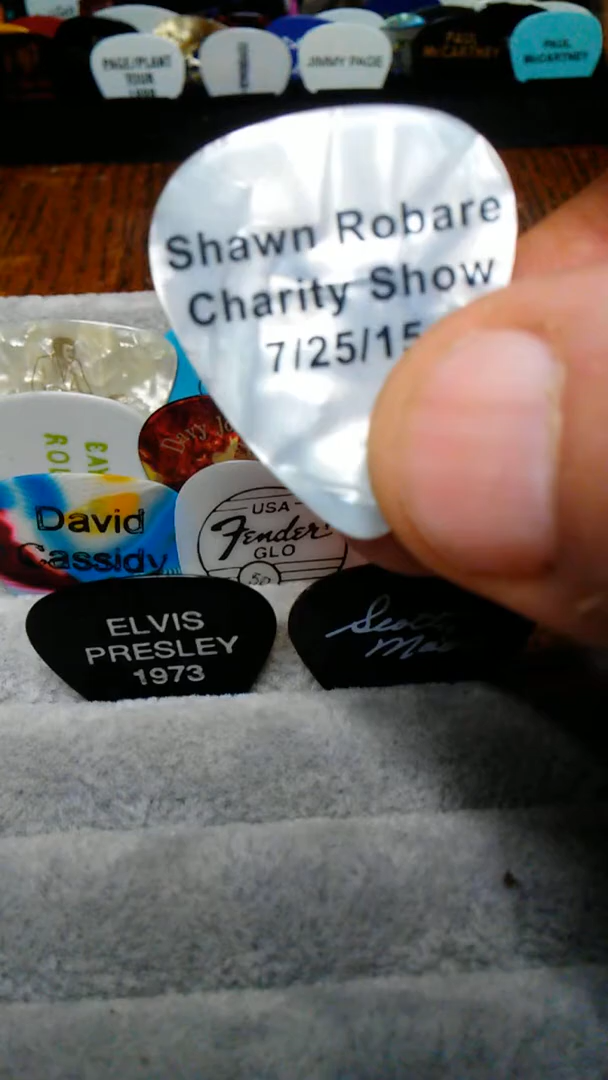 PAGE/PLANT
TOUR
JIMMY PAGE
PAUL
McCARTNEY
PAUL
McCARTNEY
Shawn Robare
Charity Show
7/25/15
David
Cassidy
USA
Fender
GLO
.50
ELVIS
PRESLEY
1973